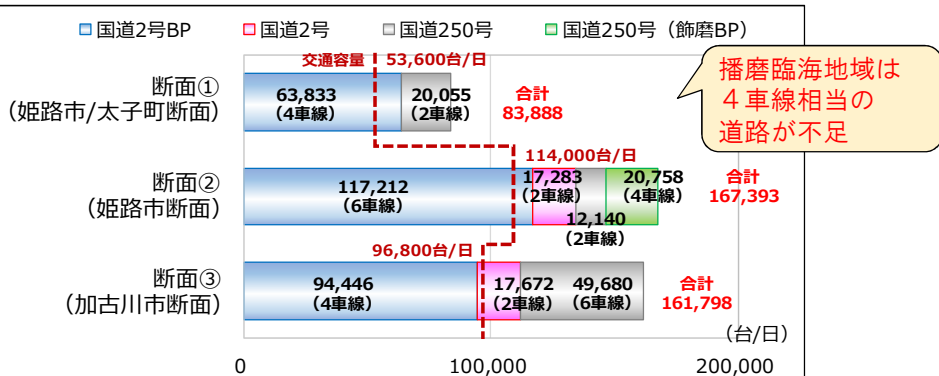 国道2号BP 国道2号 国道250号 国道250号（飾磨BP）
交通容量 53,600台/日
断面①
（姫路市/太子町断面）
63,833
（4車線）
20,055
（2車線）
合計
83,888
播磨臨海地域は
４車線相当の
道路が不足
114,000台/日
断面②
（姫路市断面）
117,212
（6車線）
17,283
（2車線）
12,140
（2車線）
20,758
（4車線）
合計
167,393
96,800台/日
断面③
（加古川市断面）
94,446
（4車線）
17,672
（2車線）
49,680
（6車線）
合計
161,798
（台/日）
0 100,000 200,000